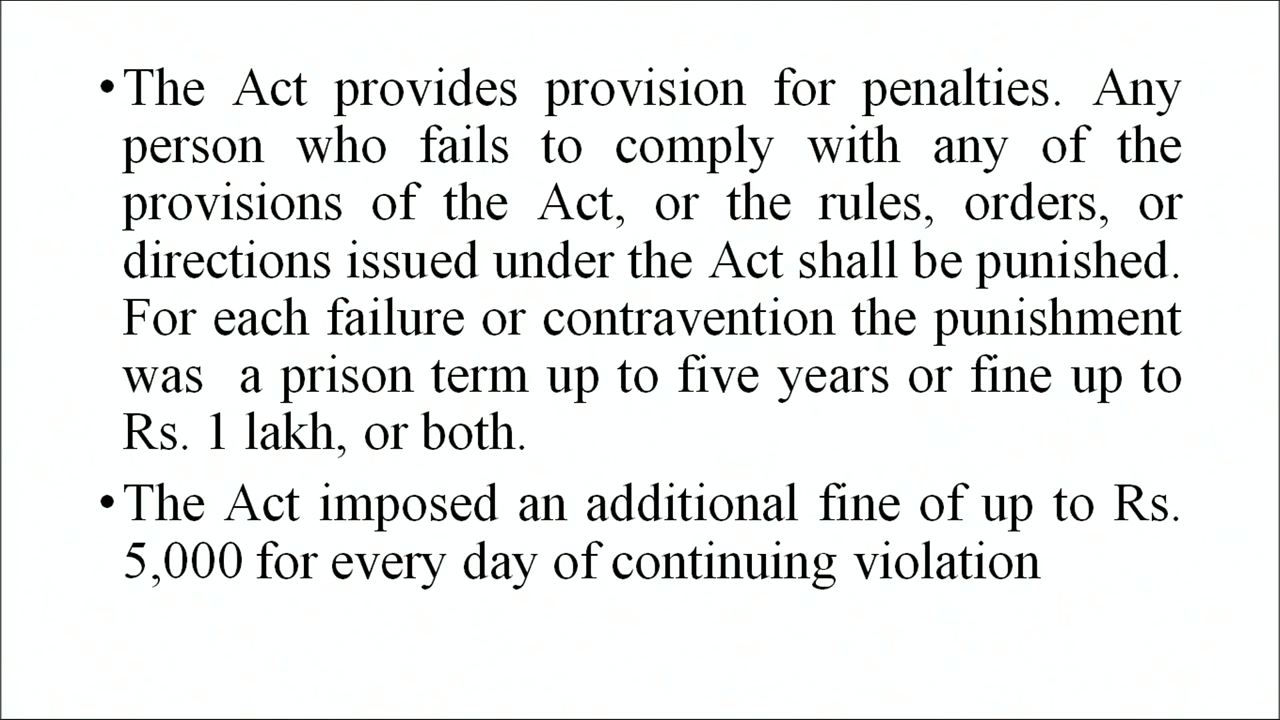 •The Act provides provision for penalties. Any
person who fails to comply with any of the
provisions of the Act, or the rules, orders, or
directions issued under the Act shall be punished.
For each failure or contravention the punishment
was a prison term up to five years or fine up to
Rs. 1 lakh, or both.
•The Act imposed an additional fine of up to Rs.
5,000 for every day of continuing violation